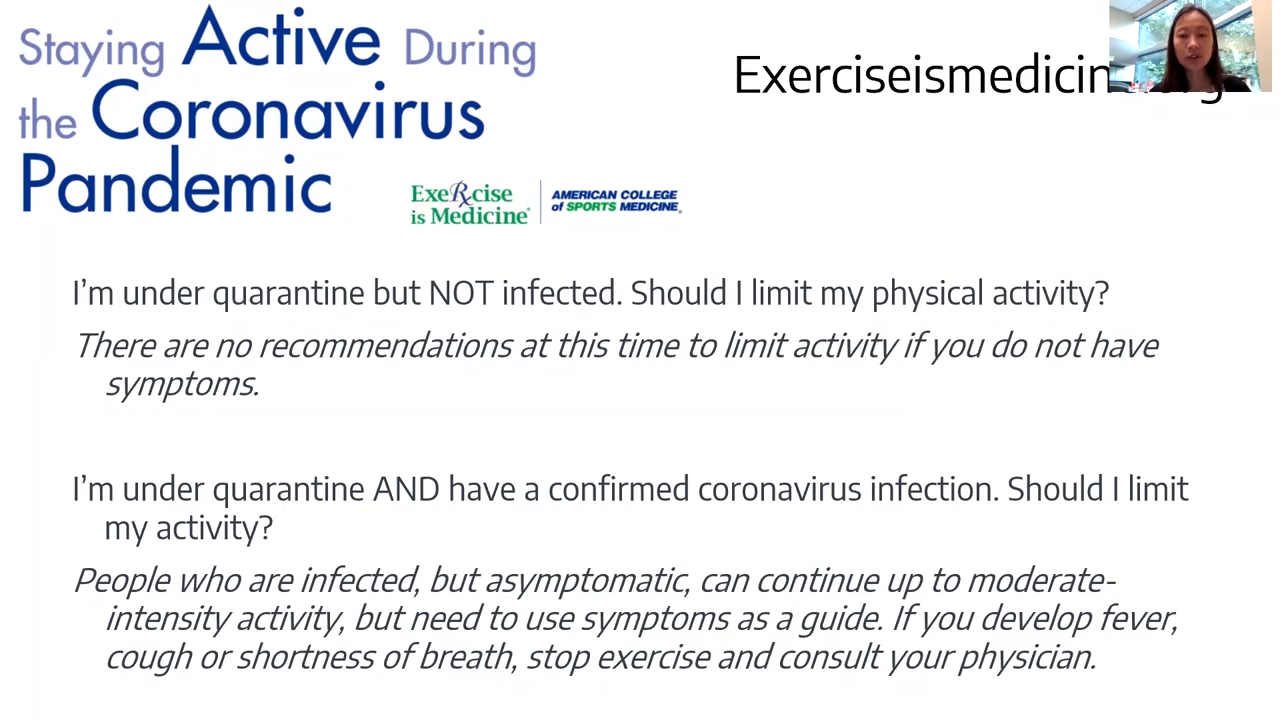 Staying Active During
the Coronavirus
Pandemic
Exerciseismedicin
ExeRxcise
is Medicine®
AMERICAN COLLEGE
of SPORTS MEDICINE®
I'm under quarantine but NOT infected. Should I limit my physical activity?
There are no recommendations at this time to limit activity if you do not have
symptoms.
I'm under quarantine AND have a confirmed coronavirus infection. Should I limit
my activity?
People who are infected, but asymptomatic, can continue up to moderate-
intensity activity, but need to use symptoms as a guide. If you develop fever,
cough or shortness of breath, stop exercise and consult your physician.